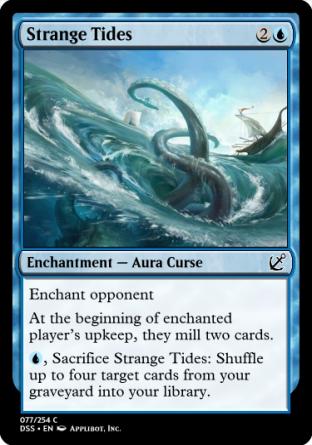 Strange Tides 2
Enchantment — Aura Curse
Enchant opponent
At the beginning of enchanted
player's upkeep, they mill two cards.
, Sacrifice Strange Tides: Shuffle
up to four target cards from your
graveyard into your library.
077/254 C
DSS • EN APPLIBOT, INC.